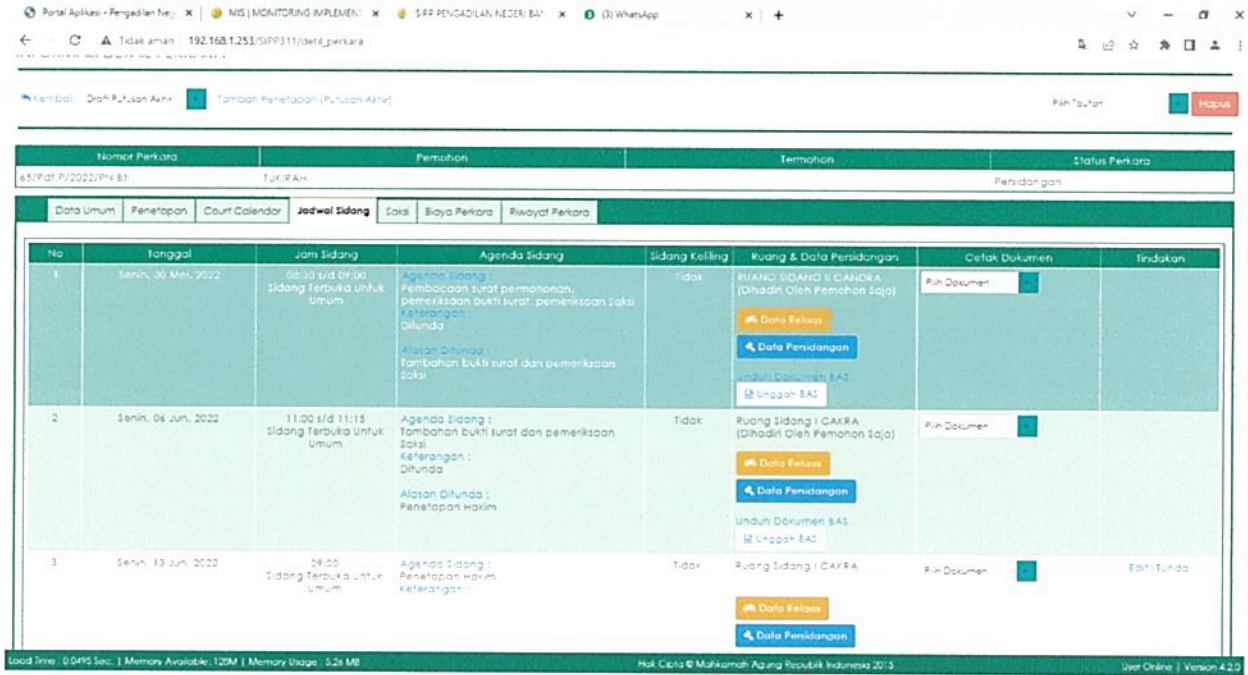 Portal Aplikasi - Pengadilan Neg
MIS | MONITORING IMPLEMENT
SIPP PENGADILAN NEGERI BAN
(3) WhatsApp
Tidak aman 192.168.1.253/SIPP311/detil_perkara
Kembali Draft Putusan Akhir Tambah Penetapan (Putusan Akhir) Pilih Tautan Hapus
Nomor Perkara Pemohon Termohon Status Perkara
65/Pdt.P/2022/PN TUKIRAH Persidangan
Data Umum Penetapan Court Calendar Jadwal Sidang Saksi Biaya Perkara Riwayat Perkara
No Tanggal Jam Sidang Agenda Sidang Sidang Keliling Ruang & Data Persidangan Cetak Dokumen Tindakan
1 Senin, 30 Mei. 2022 08:30 s/d 09:00
Sidang Terbuka Untuk Umum
Agenda Sidang :
Pembacaan surat permohonan,
pemeriksaan bukti surat, pemeriksaan Saksi
Keterangan :
Ditunda
Alasan Ditunda :
Tambahan bukti surat dan pemeriksaan
Saksi
Tidak
RUANG SIDANG II CANDRA
(Dihadiri Oleh Pemohon Saja)
Data Relaas
Data Persidangan
Unduh Dokumen BAS
Unggah BAS
Pilih Dokumen
2 Senin, 06 Jun. 2022 11:00 s/d 11:15
Sidang Terbuka Untuk
Umum
Agenda Sidang :
Tambahan bukti surat dan pemeriksaan
Saksi
Keterangan :
Ditunda
Alasan Ditunda :
Penetapan Hakim
Tidak
Ruang Sidang I CAKRA
(Dihadiri Oleh Pemohon Saja)
Data Relaas
Data Persidangan
Unduh Dokumen BAS
Unggah BAS
Pilih Dokumen
3 Senin, 13 Jun. 2022 09:00
Sidang Terbuka Untuk
Umum
Agenda Sidang :
Penetapan Hakim
Keterangan :
Tidak
Ruang Sidang I CAKRA
Data Relaas
Data Persidangan
Pilih Dokumen
Edit | Tunda
Load Time : 0.0495 Sec. | Memory Available : 128M | Memory Usage : 5.26 MB
Hak Cipta © Mahkamah Agung Republik Indonesia 2015
User Online | Version 4.2.0